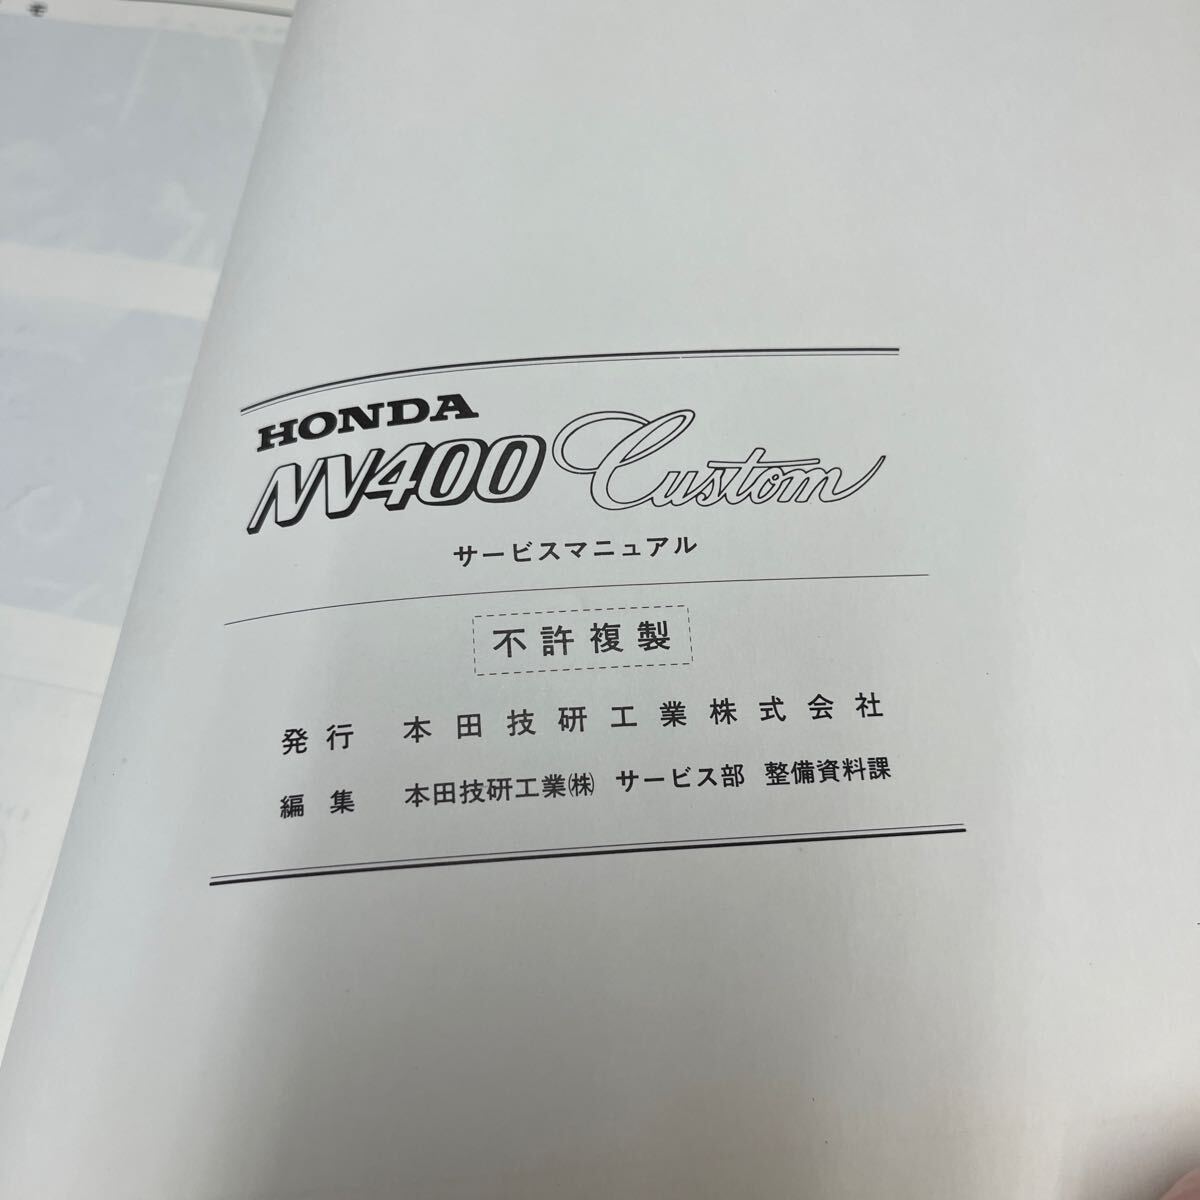 HONDA
NV400 Custom
サービスマニュアル
不許複製
発行 本田技研工業株式会社
編集 本田技研工業㈱ サービス部 整備資料課